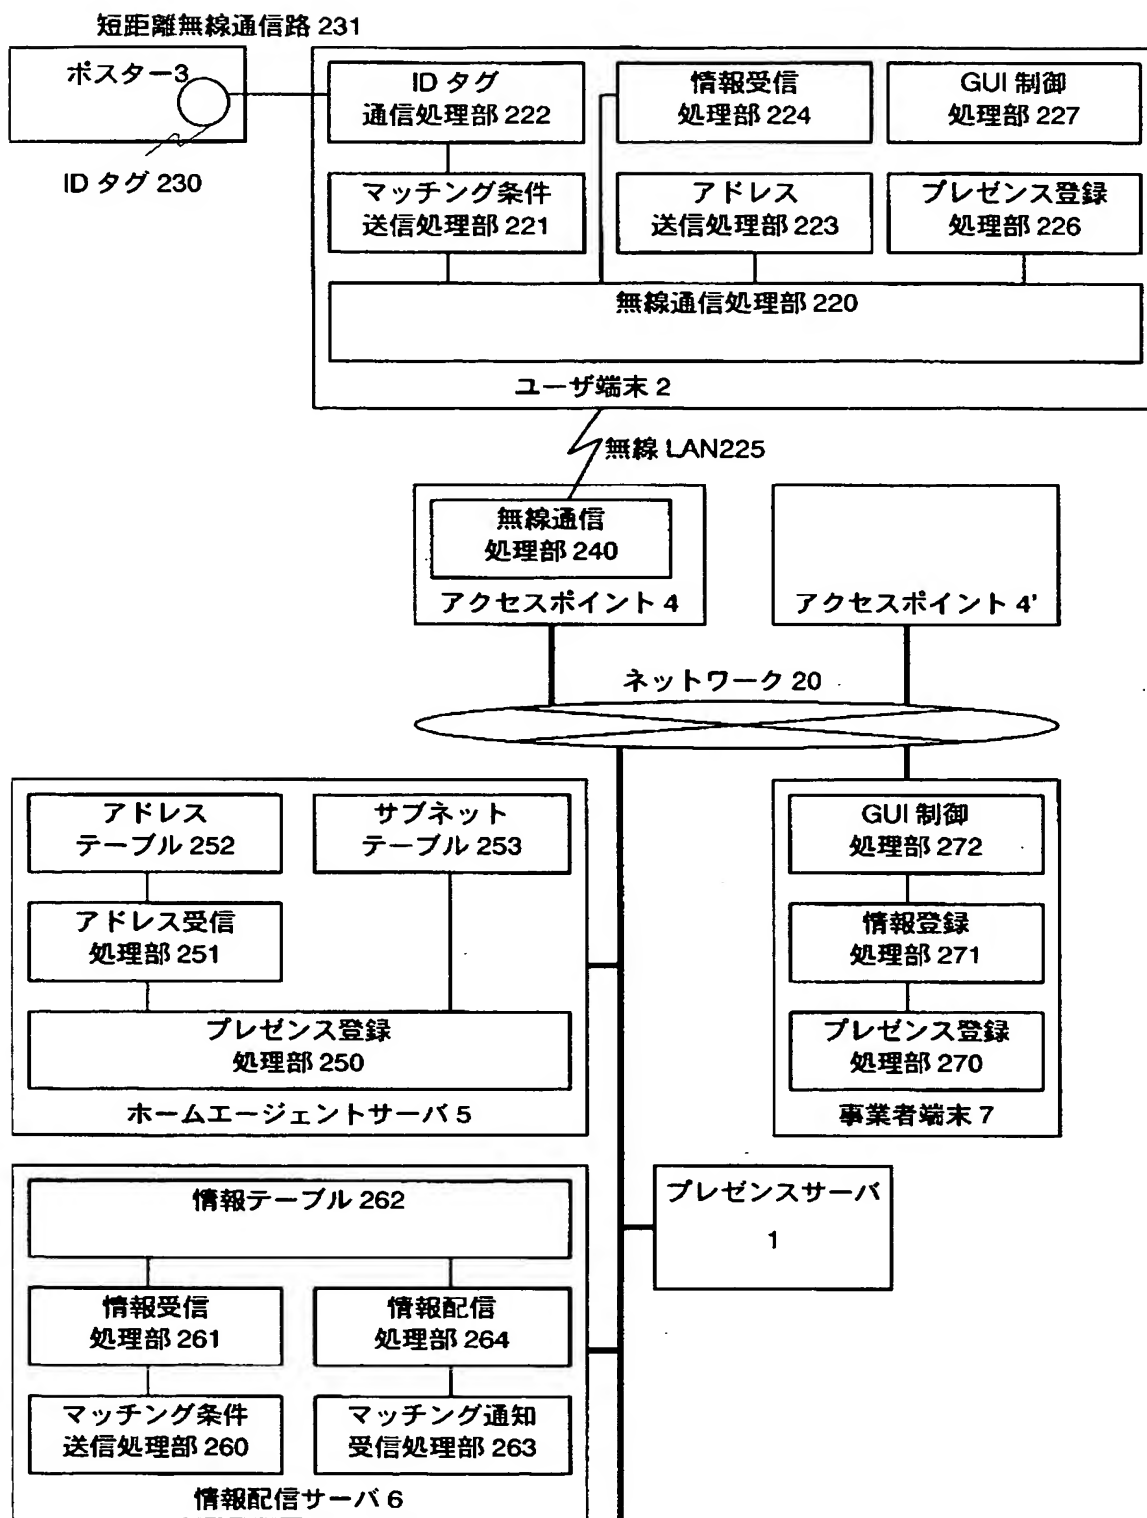 短距離無線通信路 231
ポスター3
ID タグ 230
ID タグ
通信処理部 222
情報受信
処理部 224
GUI 制御
処理部 227
マッチング条件
送信処理部 221
アドレス
送信処理部 223
プレゼンス登録
処理部 226
無線通信処理部 220
ユーザ端末 2
無線 LAN225
無線通信
処理部 240
アクセスポイント 4
アクセスポイント 4'
ネットワーク 20
アドレス
テーブル 252
サブネット
テーブル 253
アドレス受信
処理部 251
プレゼンス登録
処理部 250
ホームエージェントサーバ 5
GUI 制御
処理部 272
情報登録
処理部 271
プレゼンス登録
処理部 270
事業者端末 7
情報テーブル 262
情報受信
処理部 261
情報配信
処理部 264
マッチング条件
送信処理部 260
マッチング通知
受信処理部 263
情報配信サーバ 6
プレゼンスサーバ
1